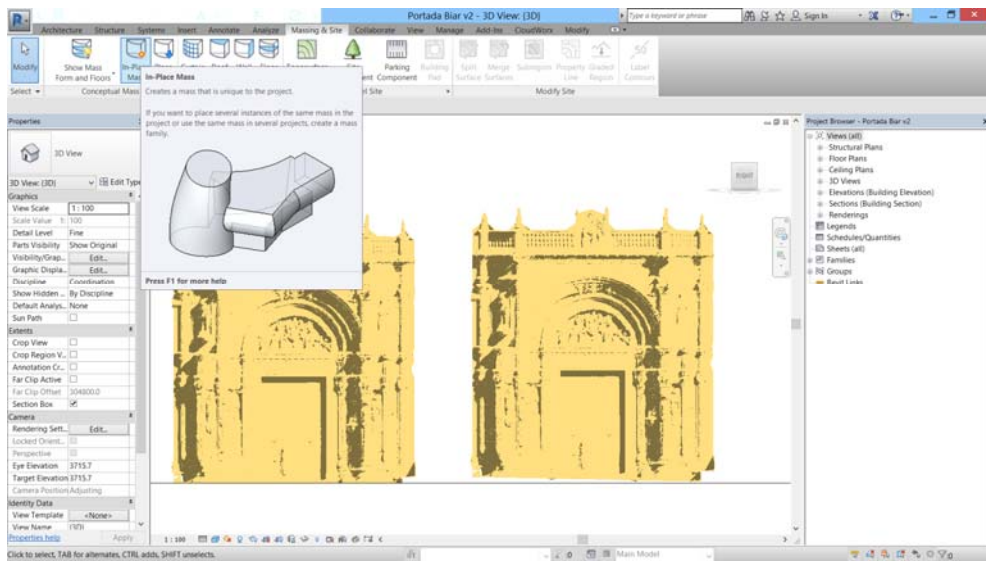 Portada Biar v2 - 3D View: {3D}
Type a keyword or phrase
Sign In
Architecture Structure Systems Insert Annotate Analyze Massing & Site Collaborate View Manage Add-Ins CloudWorx Modify
Modify
Show Mass
Form and Floors
In-Pla
Mas
Parking
Component
Building
Pad
Split
Surface
Merge
Surfaces
Subregion
Property
Line
Graded
Region
Label
Contours
Select
Conceptual Mass
Modify Site
In-Place Mass
Creates a mass that is unique to the project.
If you want to place several instances of the same mass in the
project or use the same mass in several projects, create a mass
family.
Press F1 for more help
Properties
3D View
3D View: {3D}
Edit Type
Graphics
View Scale 1 : 100
Scale Value 1: 100
Detail Level Fine
Parts Visibility Show Original
Visibility/Grap... Edit...
Graphic Displa... Edit...
Discipline Coordination
Show Hidden ... By Discipline
Default Analys... None
Sun Path
Extents
Crop View
Crop Region V...
Annotation Cr...
Far Clip Active
Far Clip Offset 304800.0
Section Box
Camera
Rendering Sett... Edit...
Locked Orient...
Perspective
Eye Elevation 3715.7
Target Elevation 3715.7
Camera Position Adjusting
Identity Data
View Template <None>
View Name {3D}
Properties help
Apply
RIGHT
Project Browser - Portada Biar v2
Views (all)
Structural Plans
Floor Plans
Ceiling Plans
3D Views
Elevations (Building Elevation)
Sections (Building Section)
Renderings
Legends
Schedules/Quantities
Sheets (all)
Families
Groups
Revit Links
1 : 100
Click to select, TAB for alternates, CTRL adds, SHIFT unselects.
:0
Main Model
:0